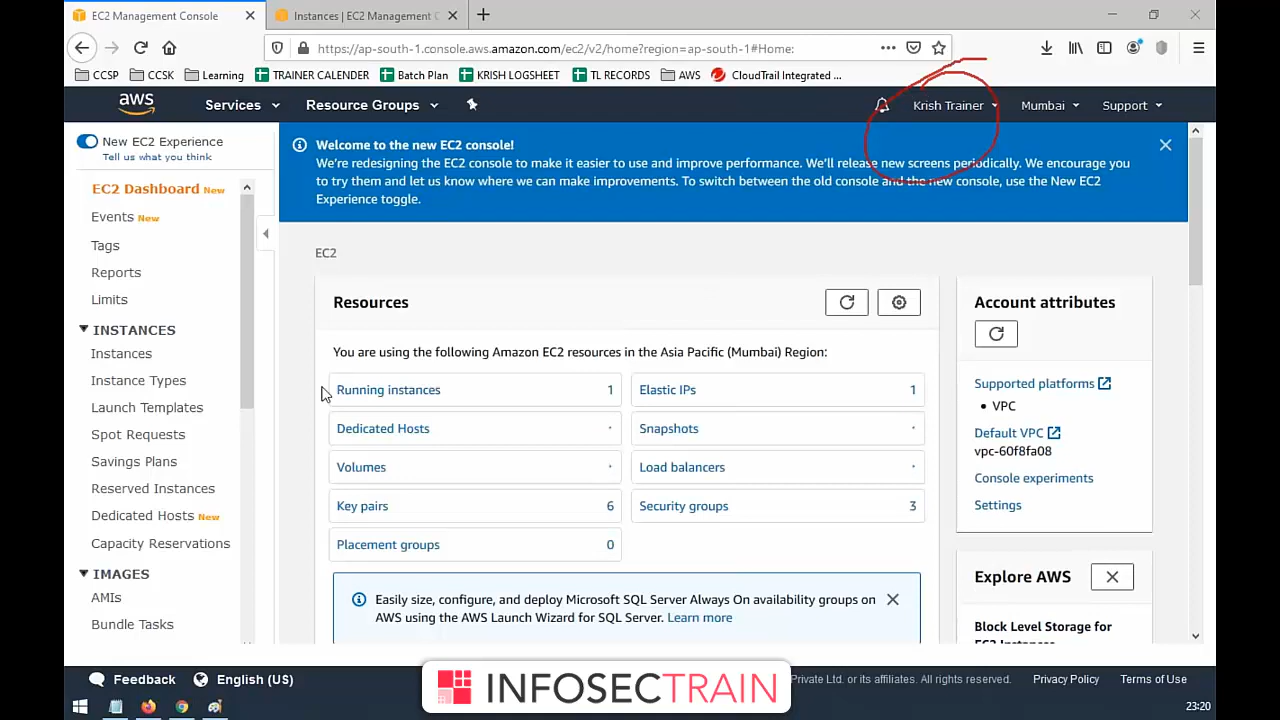 EC2 Management Console
Instances | EC2 Management C
https://ap-south-1.console.aws.amazon.com/ec2/v2/home?region=ap-south-1#Home:
CCSP
CCSK
Learning
TRAINER CALENDER
Batch Plan
KRISH LOGSHEET
TL RECORDS
AWS
CloudTrail Integrated ...
aws
Services
Resource Groups
Krish Trainer
Mumbai
Support
New EC2 Experience
Tell us what you think
EC2 Dashboard New
Events New
Tags
Reports
Limits
INSTANCES
Instances
Instance Types
Launch Templates
Spot Requests
Savings Plans
Reserved Instances
Dedicated Hosts New
Capacity Reservations
IMAGES
AMIs
Bundle Tasks
Welcome to the new EC2 console!
We're redesigning the EC2 console to make it easier to use and improve performance. We'll release new screens periodically. We encourage you
to try them and let us know where we can make improvements. To switch between the old console and the new console, use the New EC2
Experience toggle.
EC2
Resources
You are using the following Amazon EC2 resources in the Asia Pacific (Mumbai) Region:
Running instances 1
Elastic IPs 1
Dedicated Hosts
Snapshots
Volumes
Load balancers
Key pairs 6
Security groups 3
Placement groups 0
Easily size, configure, and deploy Microsoft SQL Server Always On availability groups on
AWS using the AWS Launch Wizard for SQL Server. Learn more
Account attributes
Supported platforms
• VPC
Default VPC
vpc-60f8fa08
Console experiments
Settings
Explore AWS
Block Level Storage for
EC2 Instances
Feedback
English (US)
Private Ltd. or its affiliates. All rights reserved.
Privacy Policy
Terms of Use
INFOSECTRAIN
23:20